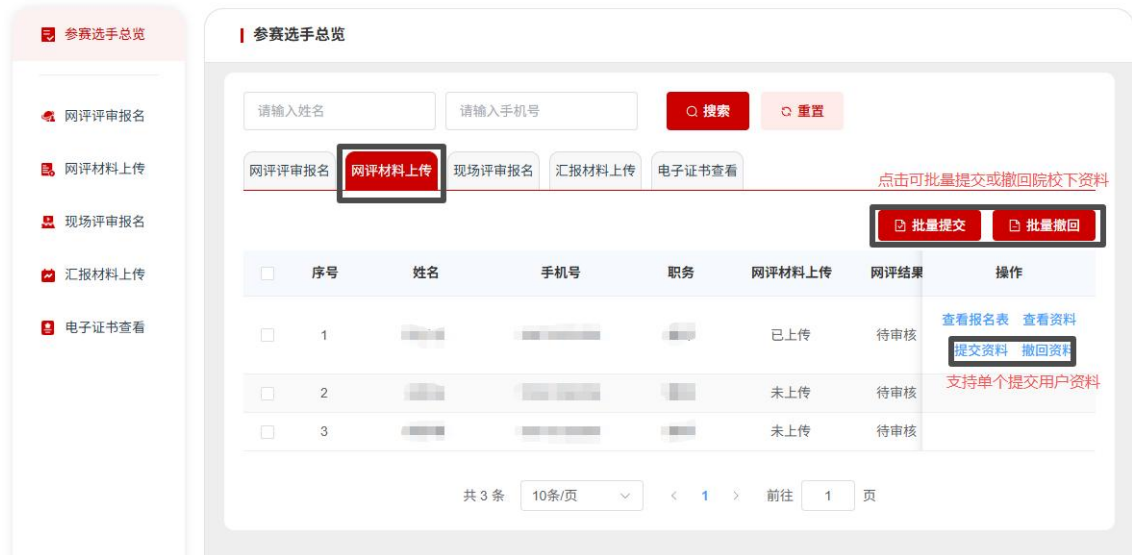 参赛选手总览
网评评审报名
网评材料上传
现场评审报名
汇报材料上传
电子证书查看
参赛选手总览
请输入姓名 请输入手机号 搜索 重置
网评评审报名 网评材料上传 现场评审报名 汇报材料上传 电子证书查看
点击可批量提交或撤回院校下资料
批量提交 批量撤回
序号 姓名 手机号 职务 网评材料上传 网评结果 操作
查看报名表 查看资料
1 已上传 待审核
提交资料 撤回资料
支持单个提交用户资料
2 未上传 待审核
3 未上传 待审核
共 3 条 10条/页 < 1 > 前往 1 页